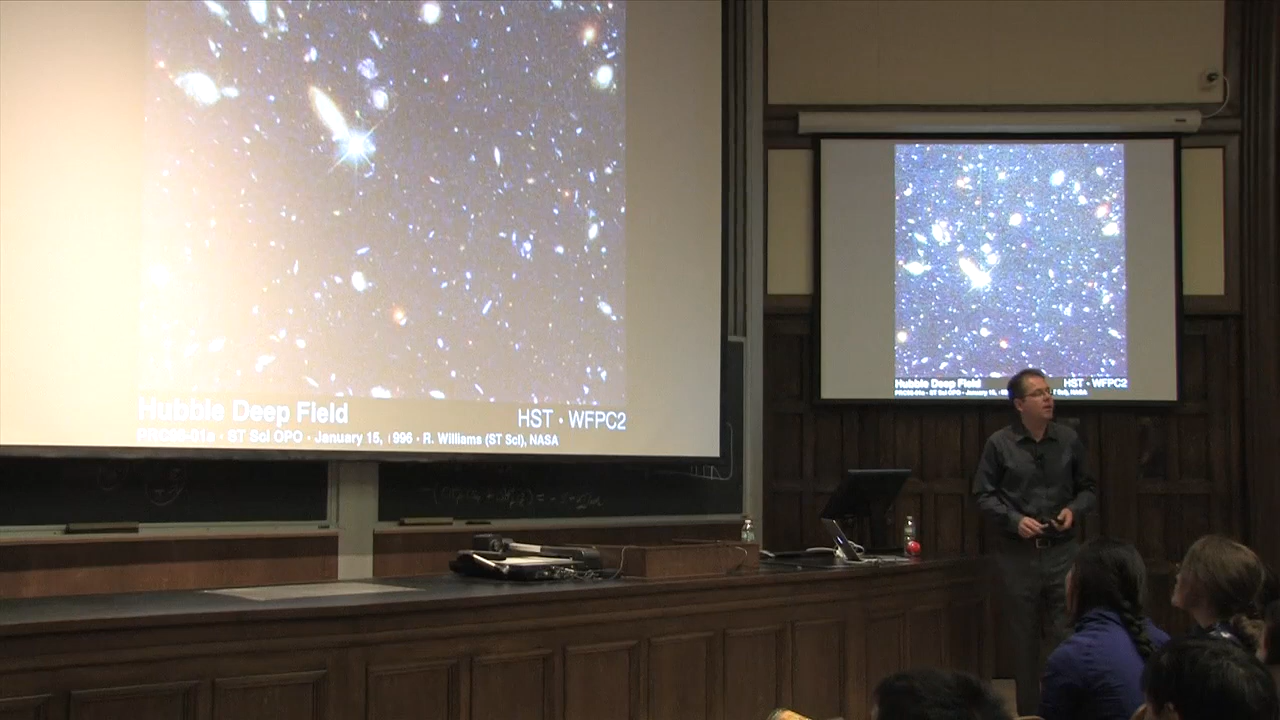 Hubble Deep Field
HST · WFPC2
ST ScI OPO · January 15, 1996 · R. Williams (ST ScI), NASA
Hubble Deep Field
HST · WFPC2